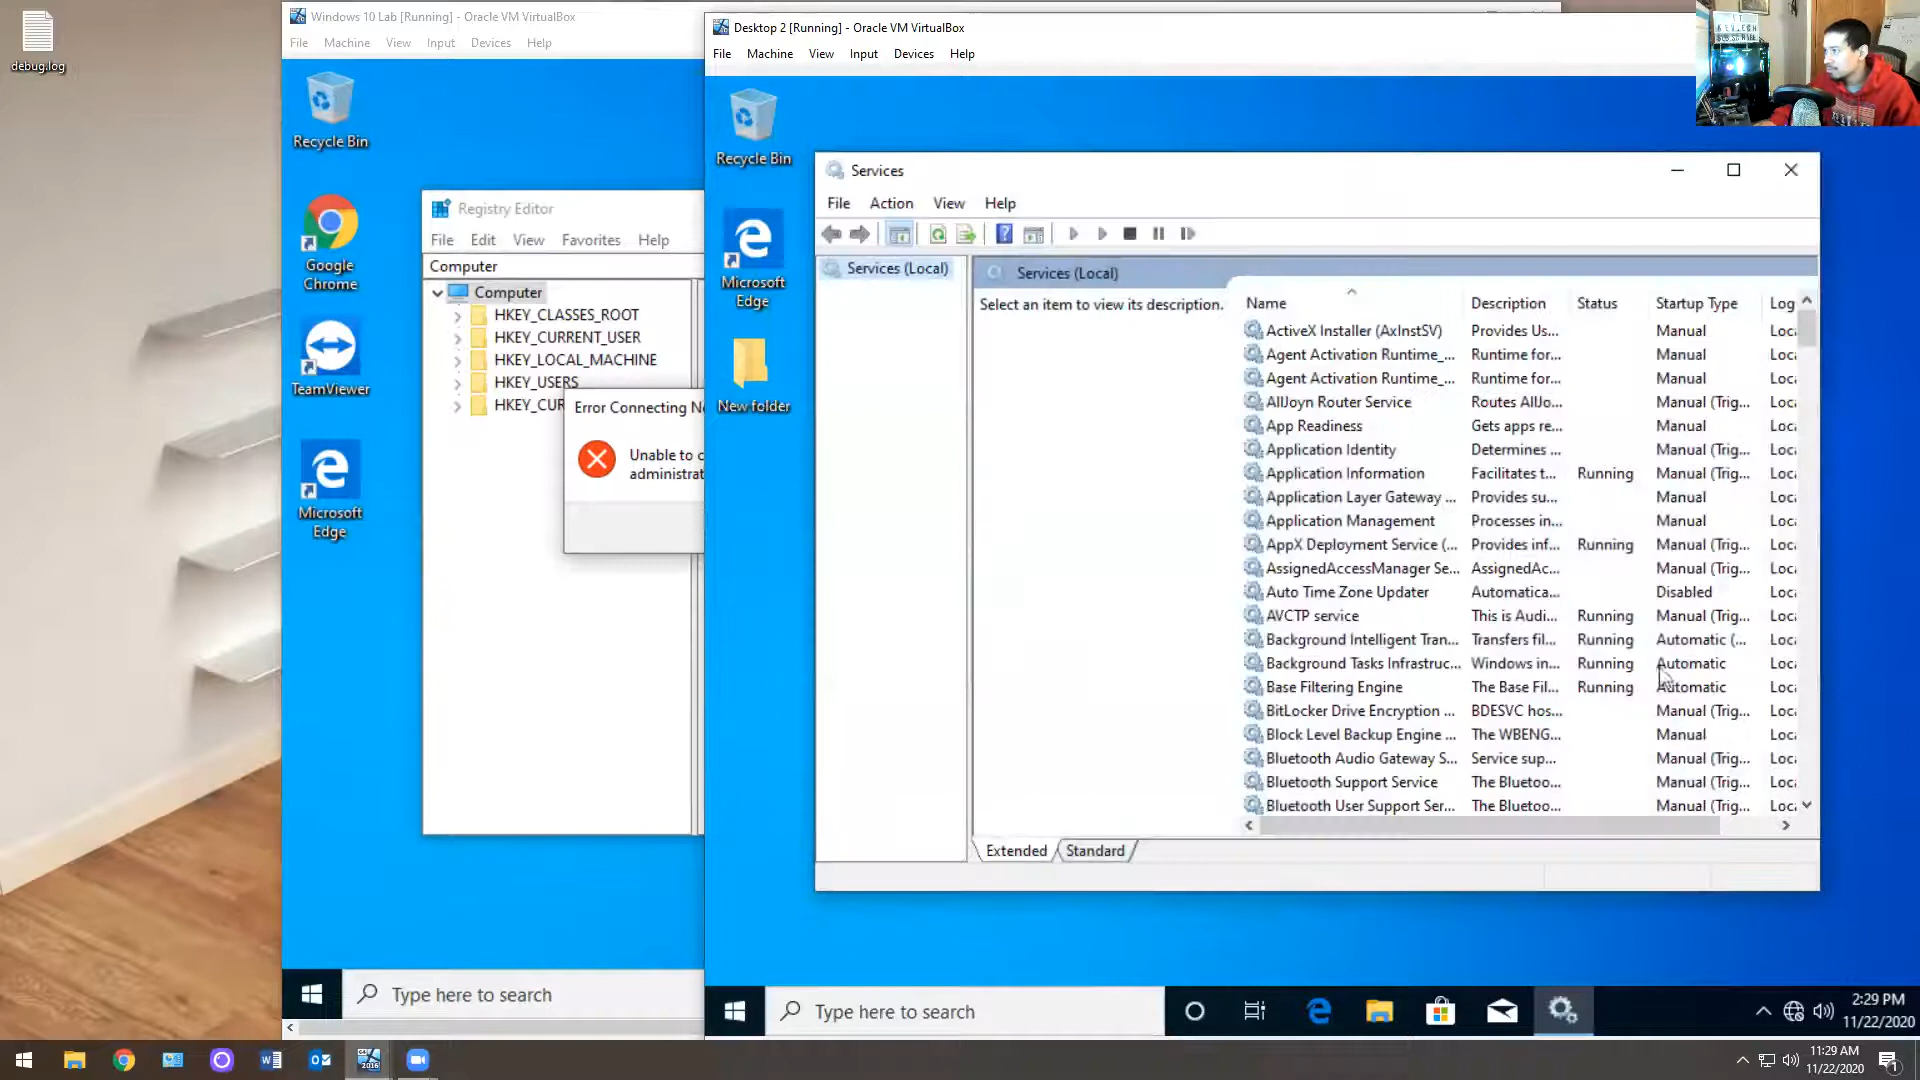 debug.log
Windows 10 Lab [Running] - Oracle VM VirtualBox
File Machine View Input Devices Help
Recycle Bin
Google
Chrome
TeamViewer
Microsoft
Edge
Registry Editor
File Edit View Favorites Help
Computer
Computer
HKEY_CLASSES_ROOT
HKEY_CURRENT_USER
HKEY_LOCAL_MACHINE
HKEY_USERS
HKEY_CUR
Error Connecting
Unable to
administrat
Type here to search
Desktop 2 [Running] - Oracle VM VirtualBox
File Machine View Input Devices Help
Recycle Bin
Microsoft
Edge
New folder
Services
File Action View Help
Services (Local)
Services (Local)
Select an item to view its description.
Name Description Status Startup Type Log
ActiveX Installer (AxInstSV) Provides Us... Manual Loc
Agent Activation Runtime_... Runtime for... Manual Loc
Agent Activation Runtime_... Runtime for... Manual Loc
AllJoyn Router Service Routes AllJo... Manual (Trig... Loc
App Readiness Gets apps re... Manual Loc
Application Identity Determines ... Manual (Trig... Loc
Application Information Facilitates t... Running Manual (Trig... Loc
Application Layer Gateway ... Provides su... Manual Loc
Application Management Processes in... Manual Loc
AppX Deployment Service (... Provides inf... Running Manual (Trig... Loc
AssignedAccessManager Se... AssignedAc... Manual (Trig... Loc
Auto Time Zone Updater Automatica... Disabled Loc
AVCTP service This is Audi... Running Manual (Trig... Loc
Background Intelligent Tran... Transfers fil... Running Automatic (... Loc
Background Tasks Infrastruc... Windows in... Running Automatic Loc
Base Filtering Engine The Base Fil... Running Automatic Loc
BitLocker Drive Encryption ... BDESVC hos... Manual (Trig... Loc
Block Level Backup Engine ... The WBENG... Manual Loc
Bluetooth Audio Gateway S... Service sup... Manual (Trig... Loc
Bluetooth Support Service The Bluetoo... Manual (Trig... Loc
Bluetooth User Support Ser... The Bluetoo... Manual (Trig... Loc
Extended Standard
Type here to search
2:29 PM
11/22/2020
11:29 AM
11/22/2020